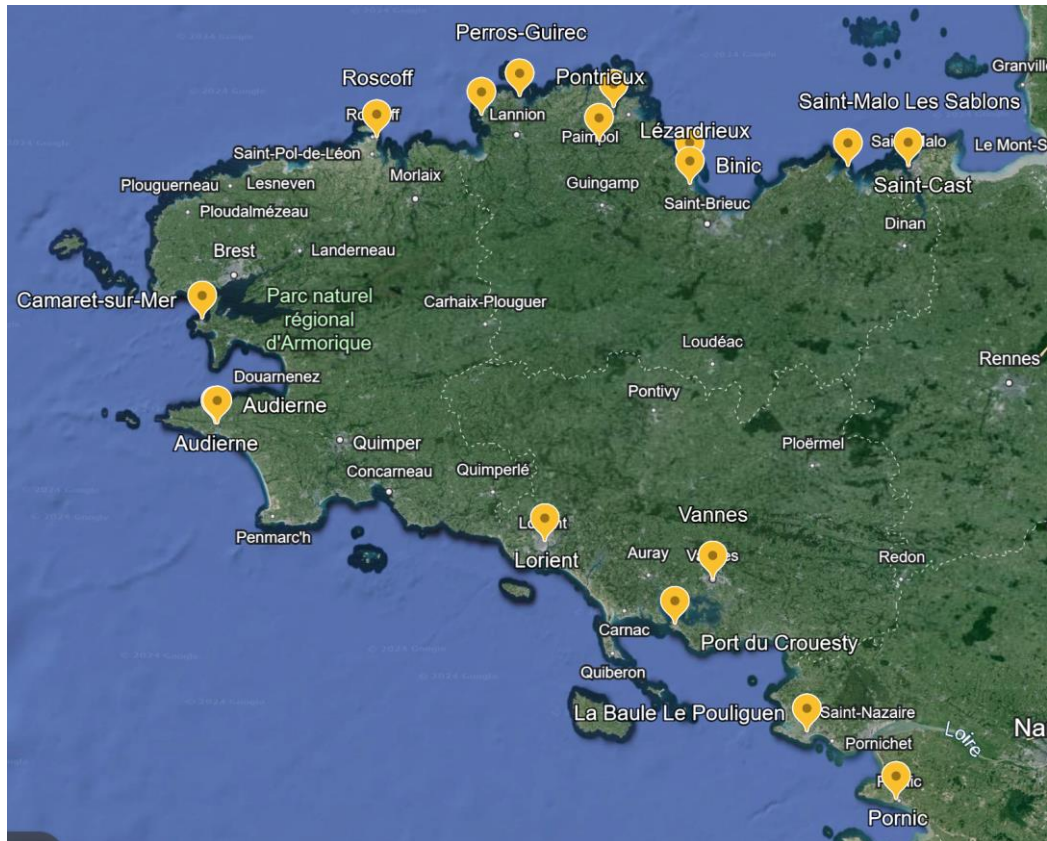 © 2024 Google
Perros-Guirec
Granville
Roscoff
Pontrieux
Saint-Malo Les Sablons
Lannion
Paimpol
Lézardrieux
Le Mont-S
Saint-Pol-de-Léon
Binic
Plouguerneau
Lesneven
Morlaix
Guingamp
Saint-Cast
Ploudalmézeau
Saint-Brieuc
Dinan
Brest
Landerneau
Camaret-sur-Mer
Parc naturel
régional
d'Armorique
Carhaix-Plouguer
Loudéac
Rennes
Douarnenez
Audierne
Pontivy
Audierne
Quimper
Ploërmel
Concarneau
Quimperlé
Vannes
Penmarc'h
Lorient
Auray
Redon
Carnac
Port du Crouesty
Quiberon
La Baule Le Pouliguen
Saint-Nazaire
Loire
Na
Pornichet
Pornic